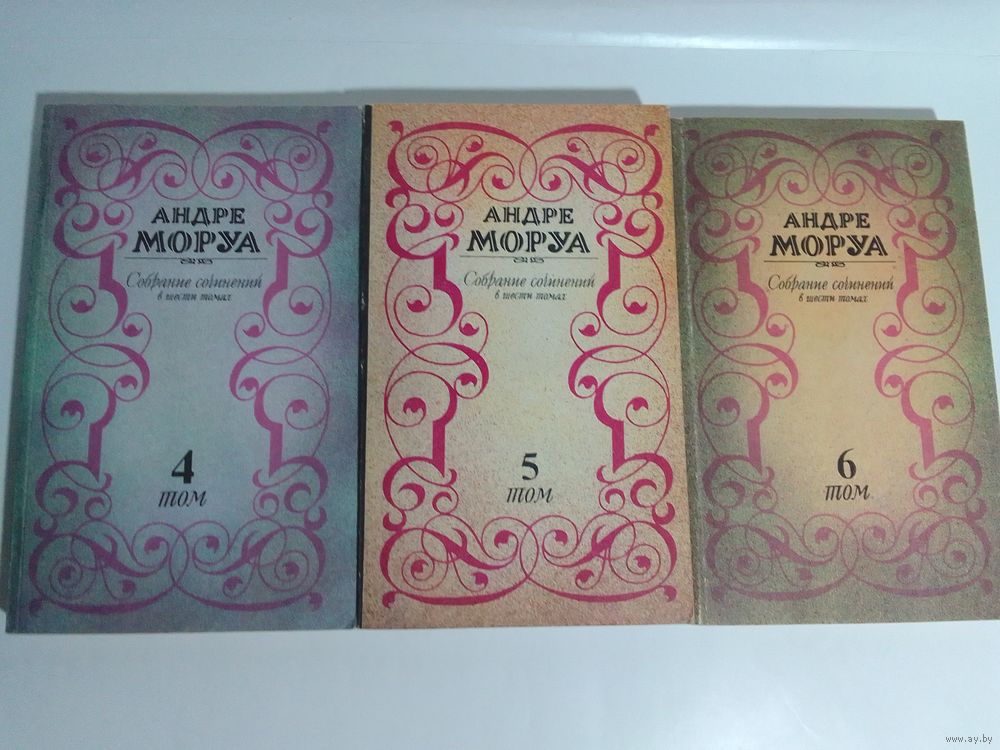 АНДРЕ
МОРУА
Собрание сочинений
в шести томах
4
том
АНДРЕ
МОРУА
Собрание сочинений
в шести томах
5
том
АНДРЕ
МОРУА
Собрание сочинений
в шести томах
6
том
www.ay.by